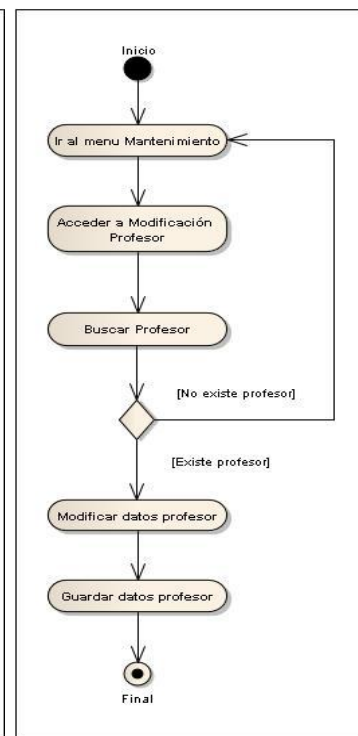 Inicio
Ir al menu Mantenimiento
Acceder a Modificación
Profesor
Buscar Profesor
[No existe profesor]
[Existe profesor]
Modificar datos profesor
Guardar datos profesor
Final